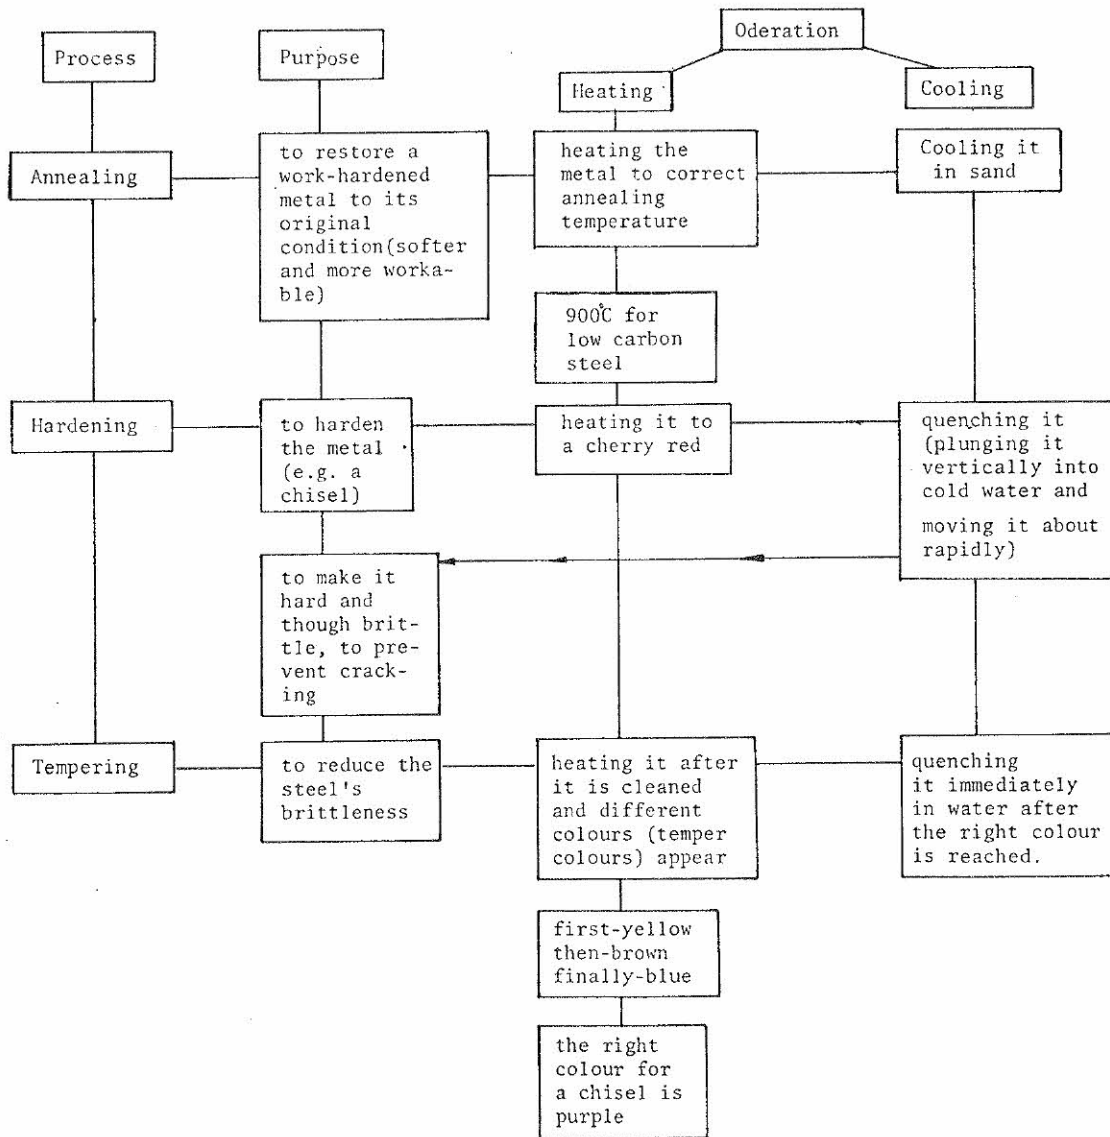 Oderation
Process
Purpose
Heating
Cooling
Annealing
to restore a
work-hardened
metal to its
original
condition(softer
and more worka-
ble)
heating the
metal to correct
annealing
temperature
Cooling it
in sand
900°C for
low carbon
steel
Hardening
to harden
the metal
(e.g. a
chisel)
heating it to
a cherry red
quenching it
(plunging it
vertically into
cold water and
moving it about
rapidly)
to make it
hard and
though brit-
tle, to pre-
vent crack-
ing
Tempering
to reduce the
steel's
brittleness
heating it after
it is cleaned
and different
colours (temper
colours) appear
quenching
it immediately
in water after
the right colour
is reached.
first-yellow
then-brown
finally-blue
the right
colour for
a chisel is
purple